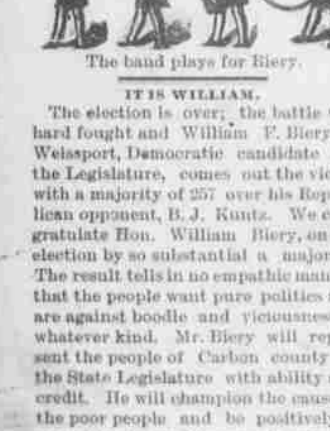 The band plays for Biery.
IT IS WILLIAM.
The election is over; the battle
hard fought and William F. Biery
Weissport, Democratic candidate
the Legislature, comes out the vic
with a majority of 257 over his Rep
lican opponent, B. J. Kuntz. We c
gratulate Hon. William Biery, on
election by so substantial a major
The result tells in no empathic man
that the people want pure politics
are against boodle and viciousness
whatever kind. Mr. Biery will rep
sent the people of Carbon county
the State Legislature with ability
credit. He will champion the caus
the poor people and be positively